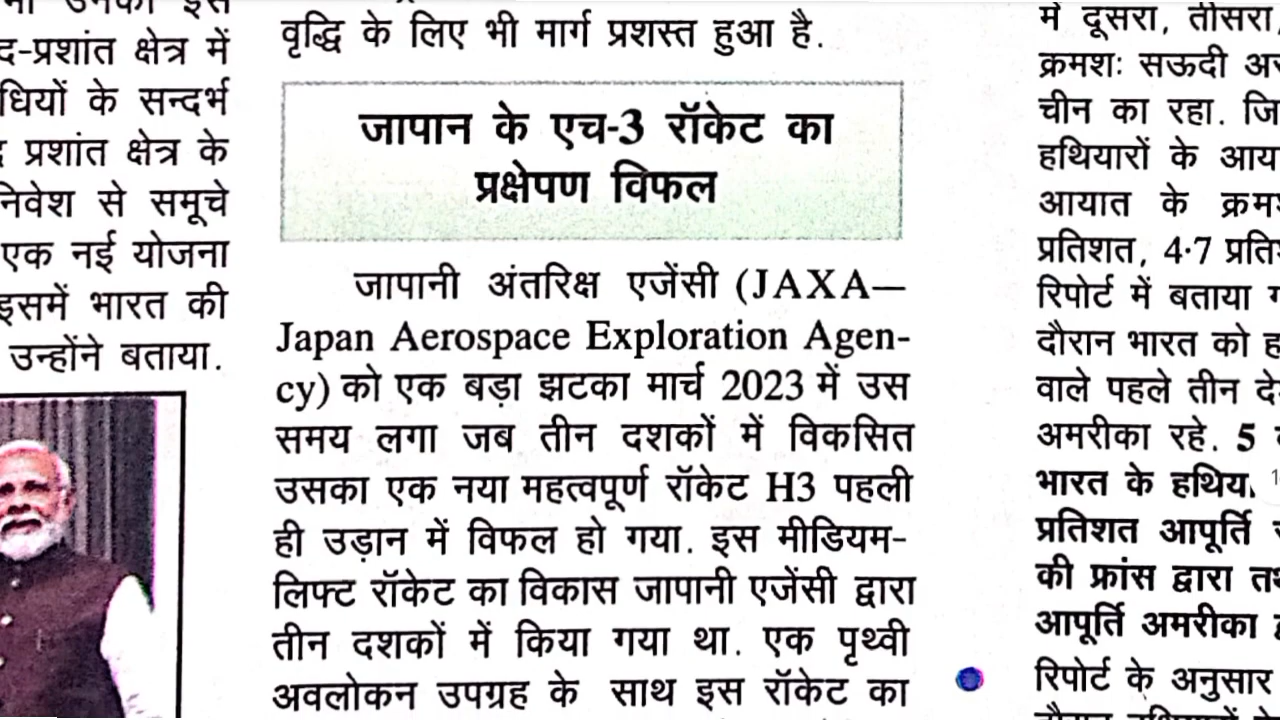 द-प्रशांत क्षेत्र में
धियों के सन्दर्भ
प्रशांत क्षेत्र के
निवेश से समूचे
एक नई योजना
इसमें भारत की
उन्होंने बताया.
वृद्धि के लिए भी मार्ग प्रशस्त हुआ है.
जापान के एच-3 रॉकेट का
प्रक्षेपण विफल
जापानी अंतरिक्ष एजेंसी (JAXA—
Japan Aerospace Exploration Agen-
cy) को एक बड़ा झटका मार्च 2023 में उस
समय लगा जब तीन दशकों में विकसित
उसका एक नया महत्वपूर्ण रॉकेट H3 पहली
ही उड़ान में विफल हो गया. इस मीडियम-
लिफ्ट रॉकेट का विकास जापानी एजेंसी द्वारा
तीन दशकों में किया गया था. एक पृथ्वी
अवलोकन उपग्रह के साथ इस रॉकेट का
में दूसरा, तीसरा,
क्रमशः सऊदी
चीन का रहा.
हथियारों के
आयात के
प्रतिशत, 4·7
रिपोर्ट में बताया
दौरान भारत को
वाले पहले तीन
अमरीका रहे. 5
भारत के
प्रतिशत आपूर्ति
की फ्रांस द्वारा
आपूर्ति अमरीका
रिपोर्ट के अनुसार